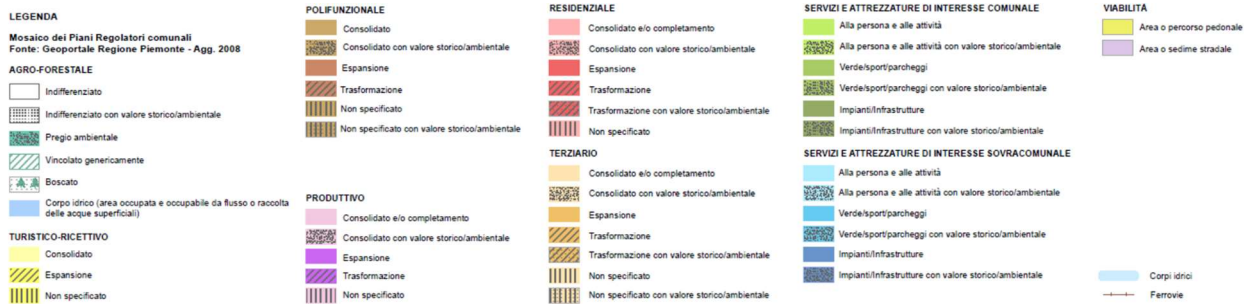 LEGENDA
Mosaico dei Piani Regolatori comunali
Fonte: Geoportale Regione Piemonte - Agg. 2008
AGRO-FORESTALE
Indifferenziato
Indifferenziato con valore storico/ambientale
Pregio ambientale
Vincolato genericamente
Boscato
Corpo idrico (area occupata e occupabile da flusso o raccolta
delle acque superficiali)
TURISTICO-RICETTIVO
Consolidato
Espansione
Non specificato
POLIFUNZIONALE
Consolidato
Consolidato con valore storico/ambientale
Espansione
Trasformazione
Non specificato
Non specificato con valore storico/ambientale
PRODUTTIVO
Consolidato e/o completamento
Consolidato con valore storico/ambientale
Espansione
Trasformazione
Non specificato
RESIDENZIALE
Consolidato e/o completamento
Consolidato con valore storico/ambientale
Espansione
Trasformazione
Trasformazione con valore storico/ambientale
Non specificato
TERZIARIO
Consolidato e/o completamento
Consolidato con valore storico/ambientale
Espansione
Trasformazione
Trasformazione con valore storico/ambientale
Non specificato
Non specificato con valore storico/ambientale
SERVIZI E ATTREZZATURE DI INTERESSE COMUNALE
Alla persona e alle attività
Alla persona e alle attività con valore storico/ambientale
Verde/sport/parcheggi
Verde/sport/parcheggi con valore storico/ambientale
Impianti/Infrastrutture
Impianti/Infrastrutture con valore storico/ambientale
SERVIZI E ATTREZZATURE DI INTERESSE SOVRACOMUNALE
Alla persona e alle attività
Alla persona e alle attività con valore storico/ambientale
Verde/sport/parcheggi
Verde/sport/parcheggi con valore storico/ambientale
Impianti/Infrastrutture
Impianti/Infrastrutture con valore storico/ambientale
VIABILITÀ
Area o percorso pedonale
Area o sedime stradale
Corpi idrici
Ferrovie